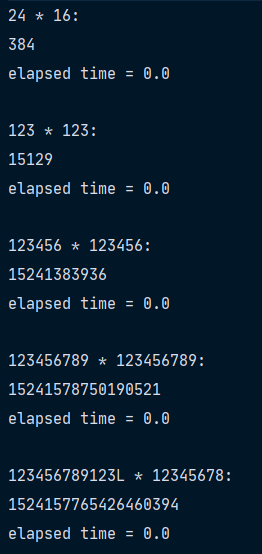 24 * 16:
384
elapsed time = 0.0
123 * 123:
15129
elapsed time = 0.0
123456 * 123456:
15241383936
elapsed time = 0.0
123456789 * 123456789:
15241578750190521
elapsed time = 0.0
123456789123L * 12345678:
1524157765426460394
elapsed time = 0.0